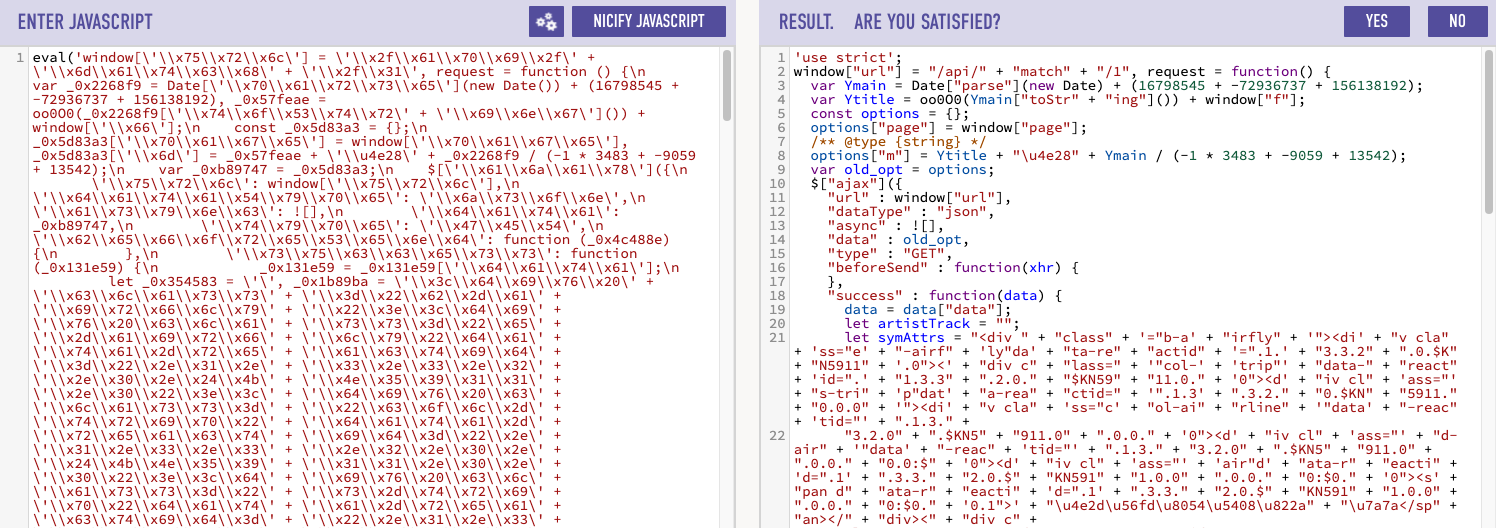 ENTER JAVASCRIPT
NICIFY JAVASCRIPT
1
eval('window[\'\\x75\\x72\\x6c\'] = \'\\x2f\\x61\\x70\\x69\\x2f\' +
\'\\x6d\\x61\\x74\\x63\\x68\' + \'\\x2f\\x31\', request = function () {\n
var _0x2268f9 = Date[\'\\x70\\x61\\x72\\x73\\x65\'](new Date()) + (16798545 +
-72936737 + 156138192), _0x57feae =
oo0O0(_0x2268f9[\'\\x74\\x6f\\x53\\x74\\x72\' + \'\\x69\\x6e\\x67\']()) +
window[\'\\x66\'];\n    const _0x5d83a3 = {};\n
_0x5d83a3[\'\\x70\\x61\\x67\\x65\'] = window[\'\\x70\\x61\\x67\\x65\'],
_0x5d83a3[\'\\x6d\'] = _0x57feae + \'\\u4e28\' + _0x2268f9 / (-1 * 3483 + -9059
+ 13542);\n    var _0xb89747 = _0x5d83a3;\n    $[\'\\x61\\x6a\\x61\\x78\']({\n
\'\\x75\\x72\\x6c\': window[\'\\x75\\x72\\x6c\'],\n
\'\\x64\\x61\\x74\\x61\\x54\\x79\\x70\\x65\': \'\\x6a\\x73\\x6f\\x6e\',\n
\'\\x61\\x73\\x79\\x6e\\x63\': ![],\n        \'\\x64\\x61\\x74\\x61\':
_0xb89747,\n        \'\\x74\\x79\\x70\\x65\': \'\\x47\\x45\\x54\',\n
\'\\x62\\x65\\x66\\x6f\\x72\\x65\\x53\\x65\\x6e\\x64\': function (_0x4c488e)
{\n        },\n        \'\\x73\\x75\\x63\\x63\\x65\\x73\\x73\': function
(_0x131e59) {\n            _0x131e59 = _0x131e59[\'\\x64\\x61\\x74\\x61\'];\n
let _0x354583 = \'\', _0x1b89ba = \'\\x3c\\x64\\x69\\x76\\x20\' +
\'\\x63\\x6c\\x61\\x73\\x73\' + \'\\x3d\\x22\\x62\\x2d\\x61\' +
\'\\x69\\x72\\x66\\x6c\\x79\' + \'\\x22\\x3e\\x3c\\x64\\x69\' +
\'\\x76\\x20\\x63\\x6c\\x61\' + \'\\x73\\x73\\x3d\\x22\\x65\' +
\'\\x2d\\x61\\x69\\x72\\x66\' + \'\\x6c\\x79\\x22\\x64\\x61\' +
\'\\x74\\x61\\x2d\\x72\\x65\' + \'\\x61\\x63\\x74\\x69\\x64\' +
\'\\x3d\\x22\\x2e\\x31\\x2e\' + \'\\x33\\x2e\\x33\\x2e\\x32\' +
\'\\x2e\\x30\\x2e\\x24\\x4b\' + \'\\x4e\\x35\\x39\\x31\\x31\' +
\'\\x2e\\x30\\x22\\x3e\\x3c\' + \'\\x64\\x69\\x76\\x20\\x63\' +
\'\\x6c\\x61\\x73\\x73\\x3d\' + \'\\x22\\x63\\x6f\\x6c\\x2d\' +
\'\\x74\\x72\\x69\\x70\\x22\' + \'\\x64\\x61\\x74\\x61\\x2d\' +
\'\\x72\\x65\\x61\\x63\\x74\' + \'\\x69\\x64\\x3d\\x22\\x2e\' +
\'\\x31\\x2e\\x33\\x2e\\x33\' + \'\\x2e\\x32\\x2e\\x30\\x2e\' +
\'\\x24\\x4b\\x4e\\x35\\x39\' + \'\\x31\\x31\\x2e\\x30\\x2e\' +
\'\\x30\\x22\\x3e\\x3c\\x64\' + \'\\x69\\x76\\x20\\x63\\x6c\' +
\'\\x61\\x73\\x73\\x3d\\x22\' + \'\\x73\\x2d\\x74\\x72\\x69\' +
\'\\x70\\x22\\x64\\x61\\x74\' + \'\\x61\\x2d\\x72\\x65\\x61\' +
\'\\x63\\x74\\x69\\x64\\x3d\' + \'\\x22\\x2e\\x31\\x2e\\x33\' +
RESULT. ARE YOU SATISFIED?
YES
NO
1 'use strict';
2 window["url"] = "/api/" + "match" + "/1", request = function() {
3 var Ymain = Date["parse"](new Date) + (16798545 + -72936737 + 156138192);
4 var Ytitle = oo0O0(Ymain["toStr" + "ing"]()) + window["f"];
5 const options = {};
6 options["page"] = window["page"];
7 /** @type {string} */
8 options["m"] = Ytitle + "\u4e28" + Ymain / (-1 * 3483 + -9059 + 13542);
9 var old_opt = options;
10 $["ajax"]({
11 "url" : window["url"],
12 "dataType" : "json",
13 "async" : ![],
14 "data" : old_opt,
15 "type" : "GET",
16 "beforeSend" : function(xhr) {
17 },
18 "success" : function(data) {
19 data = data["data"];
20 let artistTrack = "";
21 let symAttrs = "<div " + "class" + '="b-a' + "irfly" + '"><di' + "v cla"
+ 'ss="e' + "-airf" + 'ly"da' + "ta-re" + "actid" + '=".1.' + "3.3.2" + ".0.$K"
+ "N5911" + '.0"><' + "div c" + "lass=" + '"col-' + 'trip"' + "data-" + "react"
+ 'id=".' + "1.3.3" + ".2.0." + "$KN59" + "11.0." + '0"><d' + "iv cl" + 'ass="'
+ "s-tri" + 'p"dat' + "a-rea" + "ctid=" + '".1.3' + ".3.2." + "0.$KN" + "5911."
+ "0.0.0" + '"><di' + "v cla" + 'ss="c' + "ol-ai" + "rline" + '"data' + "-reac"
+ 'tid="' + ".1.3." +
22 "3.2.0" + ".$KN5" + "911.0" + ".0.0." + '0"><d' + "iv cl" + 'ass="' + "d-
air" + '"data' + "-reac" + 'tid="' + ".1.3." + "3.2.0" + ".$KN5" + "911.0" +
".0.0." + "0.0:$" + '0"><d' + "iv cl" + 'ass="' + 'air"d' + "ata-r" + "eacti" +
'd=".1' + ".3.3." + "2.0.$" + "KN591" + "1.0.0" + ".0.0." + "0:$0." + '0"><s' +
"pan d" + "ata-r" + "eacti" + 'd=".1' + ".3.3." + "2.0.$" + "KN591" + "1.0.0" +
".0.0." + "0:$0." + '0.1">' + "\u4e2d\u56fd\u8054\u5408\u822a" + "\u7a7a</sp" +
"an></" + "div><" + "div c" +